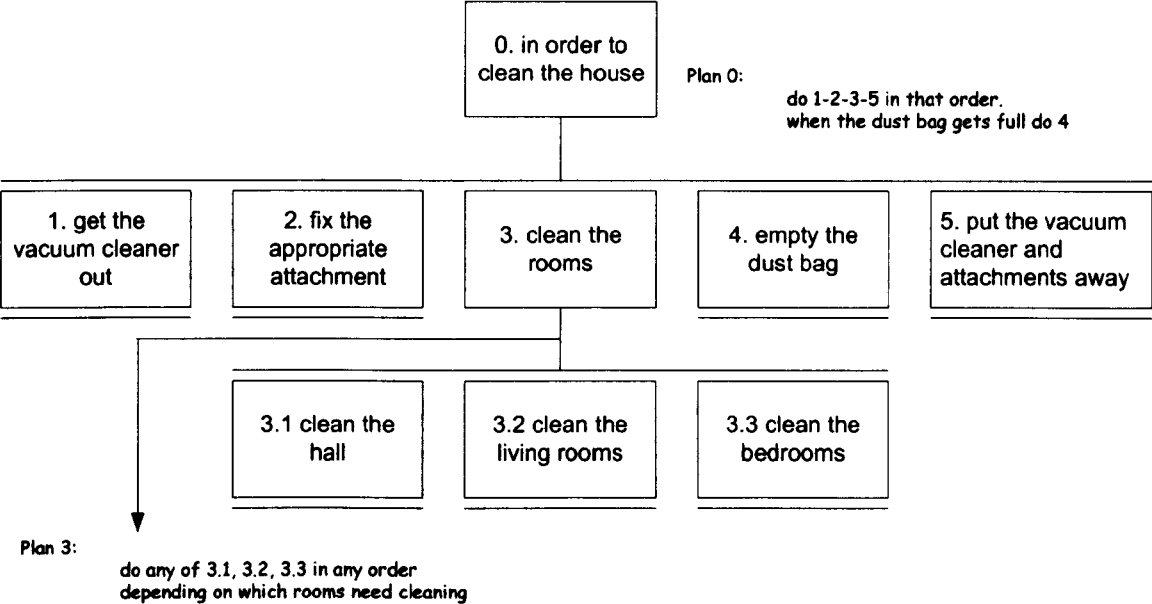 0. in order to
clean the house
Plan 0:
do 1-2-3-5 in that order.
when the dust bag gets full do 4
1. get the
vacuum cleaner
out
2. fix the
appropriate
attachment
3. clean the
rooms
4. empty the
dust bag
5. put the vacuum
cleaner and
attachments away
3.1 clean the
hall
3.2 clean the
living rooms
3.3 clean the
bedrooms
Plan 3:
do any of 3.1, 3.2, 3.3 in any order
depending on which rooms need cleaning